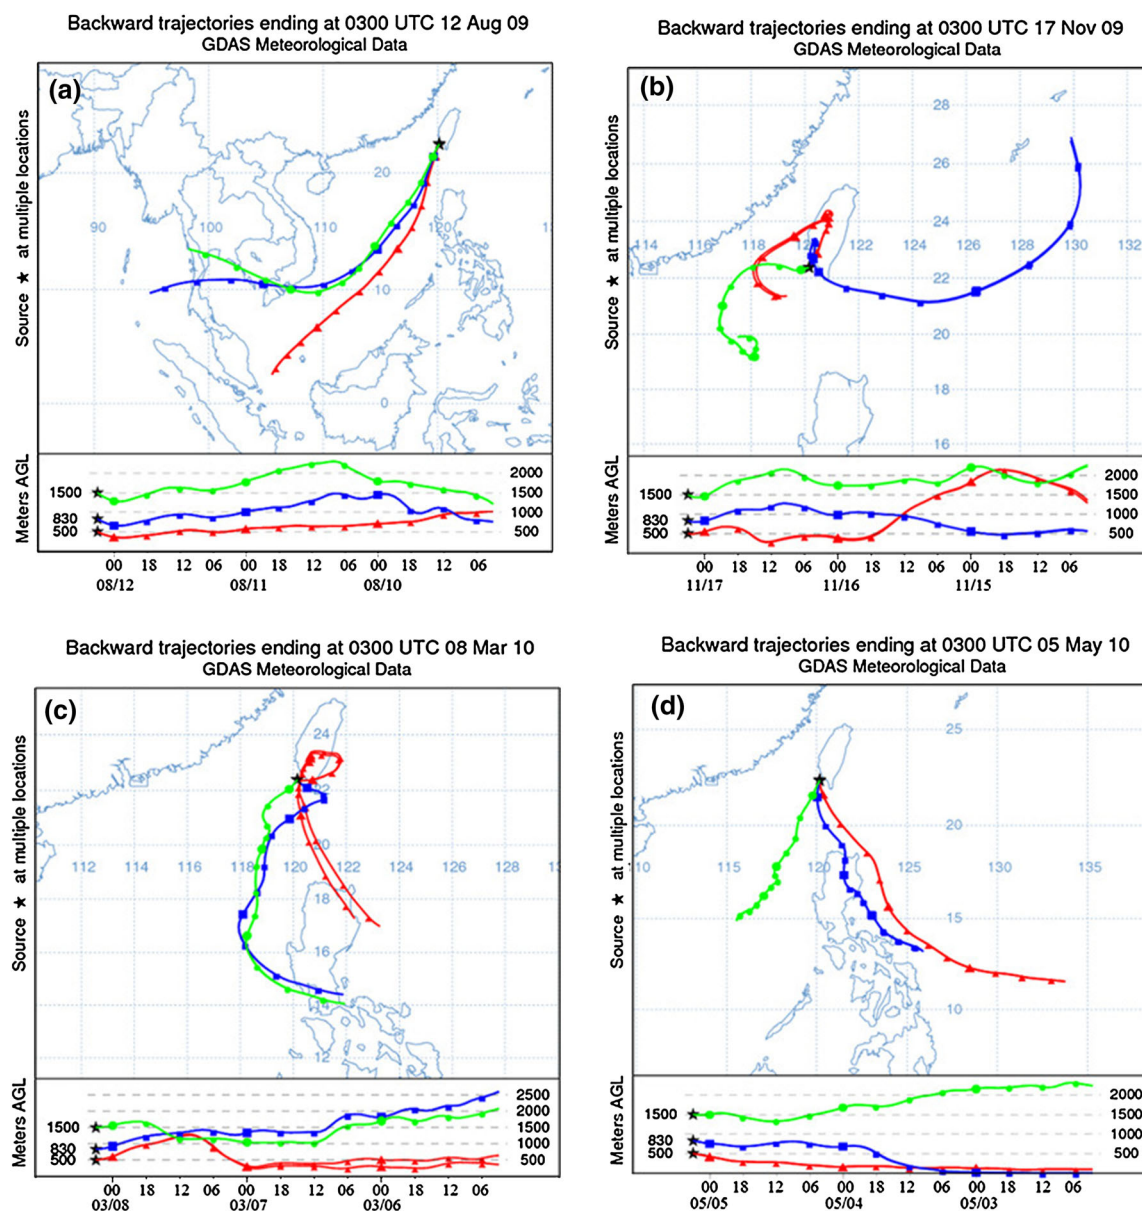 Backward trajectories ending at 0300 UTC 12 Aug 09
GDAS Meteorological Data
(a)
Source ★ at multiple locations
20
90 100 110 120
10
0
Meters AGL
2000
1500 1500
1000
830
500 500
00 18 12 06 00 18 12 06 00 18 12 06
08/12 08/11 08/10
Backward trajectories ending at 0300 UTC 17 Nov 09
GDAS Meteorological Data
(b)
Source ★ at multiple locations
28
26
24
114 116 118 120 122 124 126 128 130 132
22
20
18
16
Meters AGL
2000
1500 1500
1000
830
500 500
00 18 12 06 00 18 12 06 00 18 12 06
11/17 11/16 11/15
Backward trajectories ending at 0300 UTC 08 Mar 10
GDAS Meteorological Data
(c)
Source ★ at multiple locations
24
22
20
112 114 116 118 120 122 124 126 128
18
16
14
12
Meters AGL
2500
2000
1500 1500
1000
830
500 500
00 18 12 06 00 18 12 06 00 18 12 06
03/08 03/07 03/06
Backward trajectories ending at 0300 UTC 05 May 10
GDAS Meteorological Data
(d)
Source ★ at multiple locations
25
20
110 115 120 125 130 135
15
10
Meters AGL
2000
1500 1500
1000
830
500 500
00 18 12 06 00 18 12 06 00 18 12 06
05/05 05/04 05/03